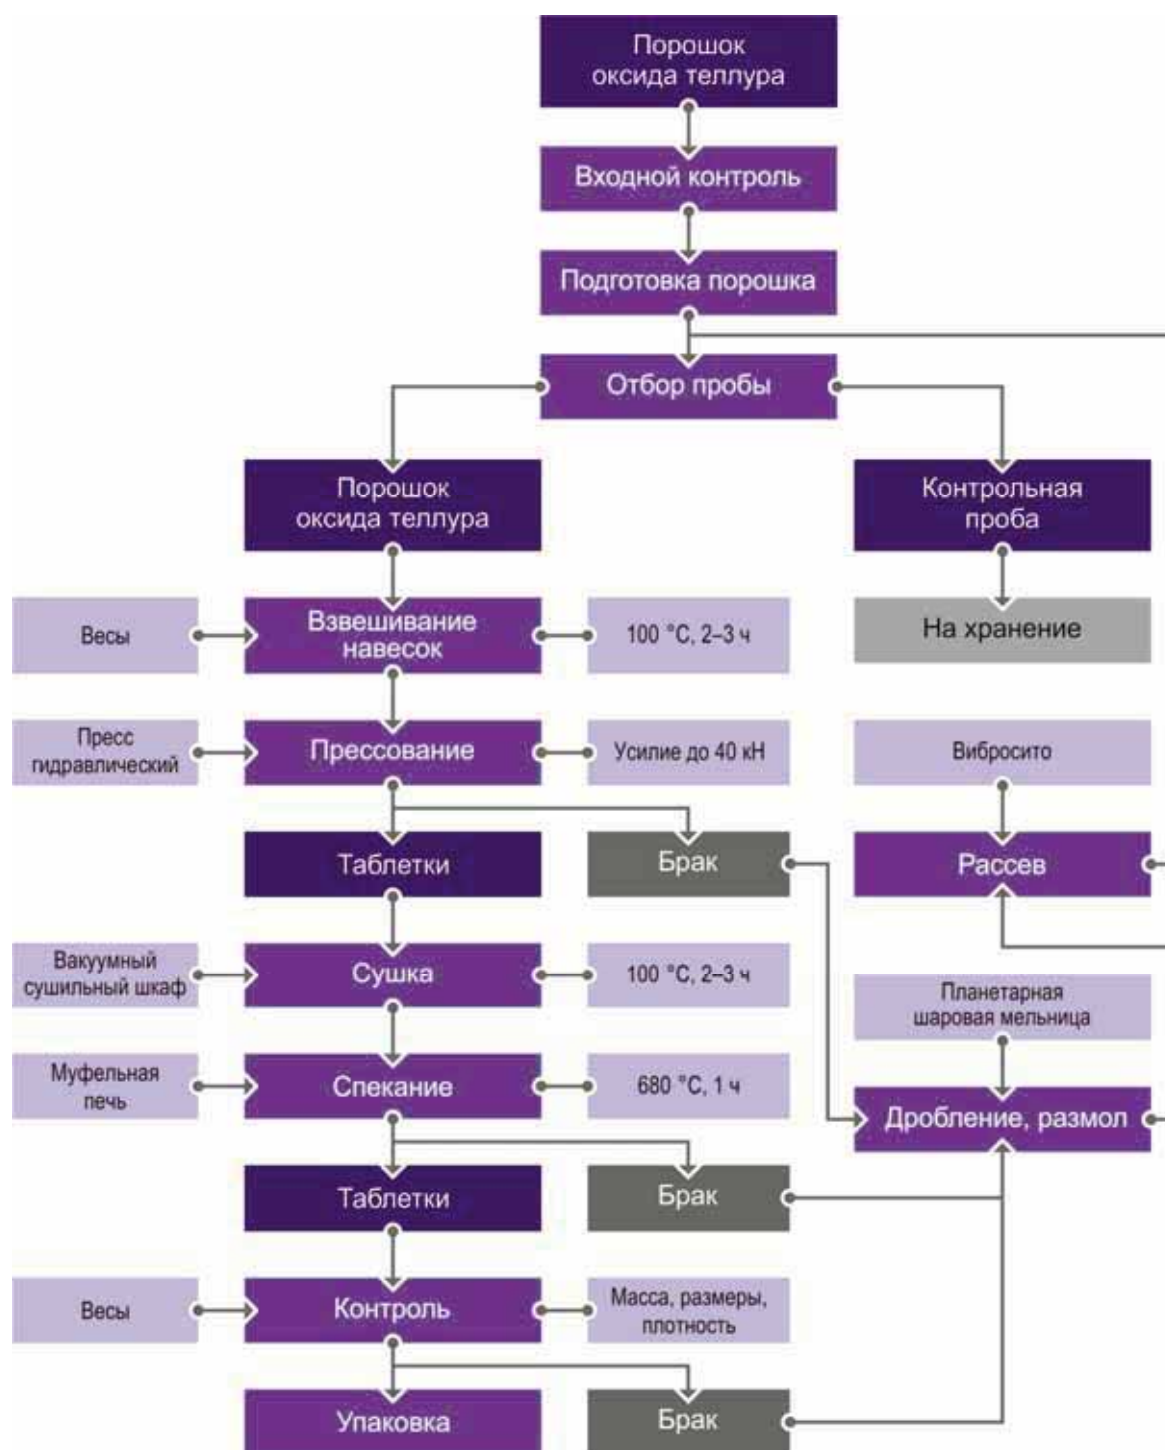 Порошок
оксида теллура
Входной контроль
Подготовка порошка
Отбор пробы
Порошок
оксида теллура
Контрольная
проба
Весы
Взвешивание
навесок
100 °C, 2–3 ч
На хранение
Пресс
гидравлический
Прессование
Усилие до 40 кН
Вибросито
Таблетки
Брак
Рассев
Вакуумный
сушильный шкаф
Сушка
100 °C, 2–3 ч
Планетарная
шаровая мельница
Муфельная
печь
Спекание
680 °C, 1 ч
Дробление, размол
Таблетки
Брак
Весы
Контроль
Масса, размеры,
плотность
Упаковка
Брак